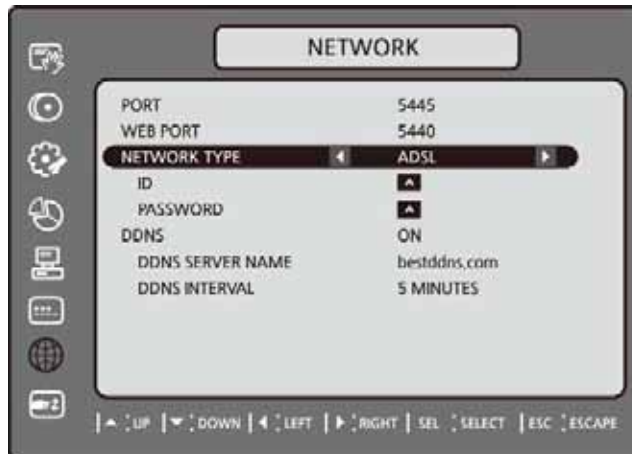 NETWORK
PORT 5445
WEB PORT 5440
NETWORK TYPE ADSL
ID
PASSWORD
DDNS ON
DDNS SERVER NAME bestddns.com
DDNS INTERVAL 5 MINUTES
UP DOWN LEFT RIGHT SEL SELECT ESC ESCAPE